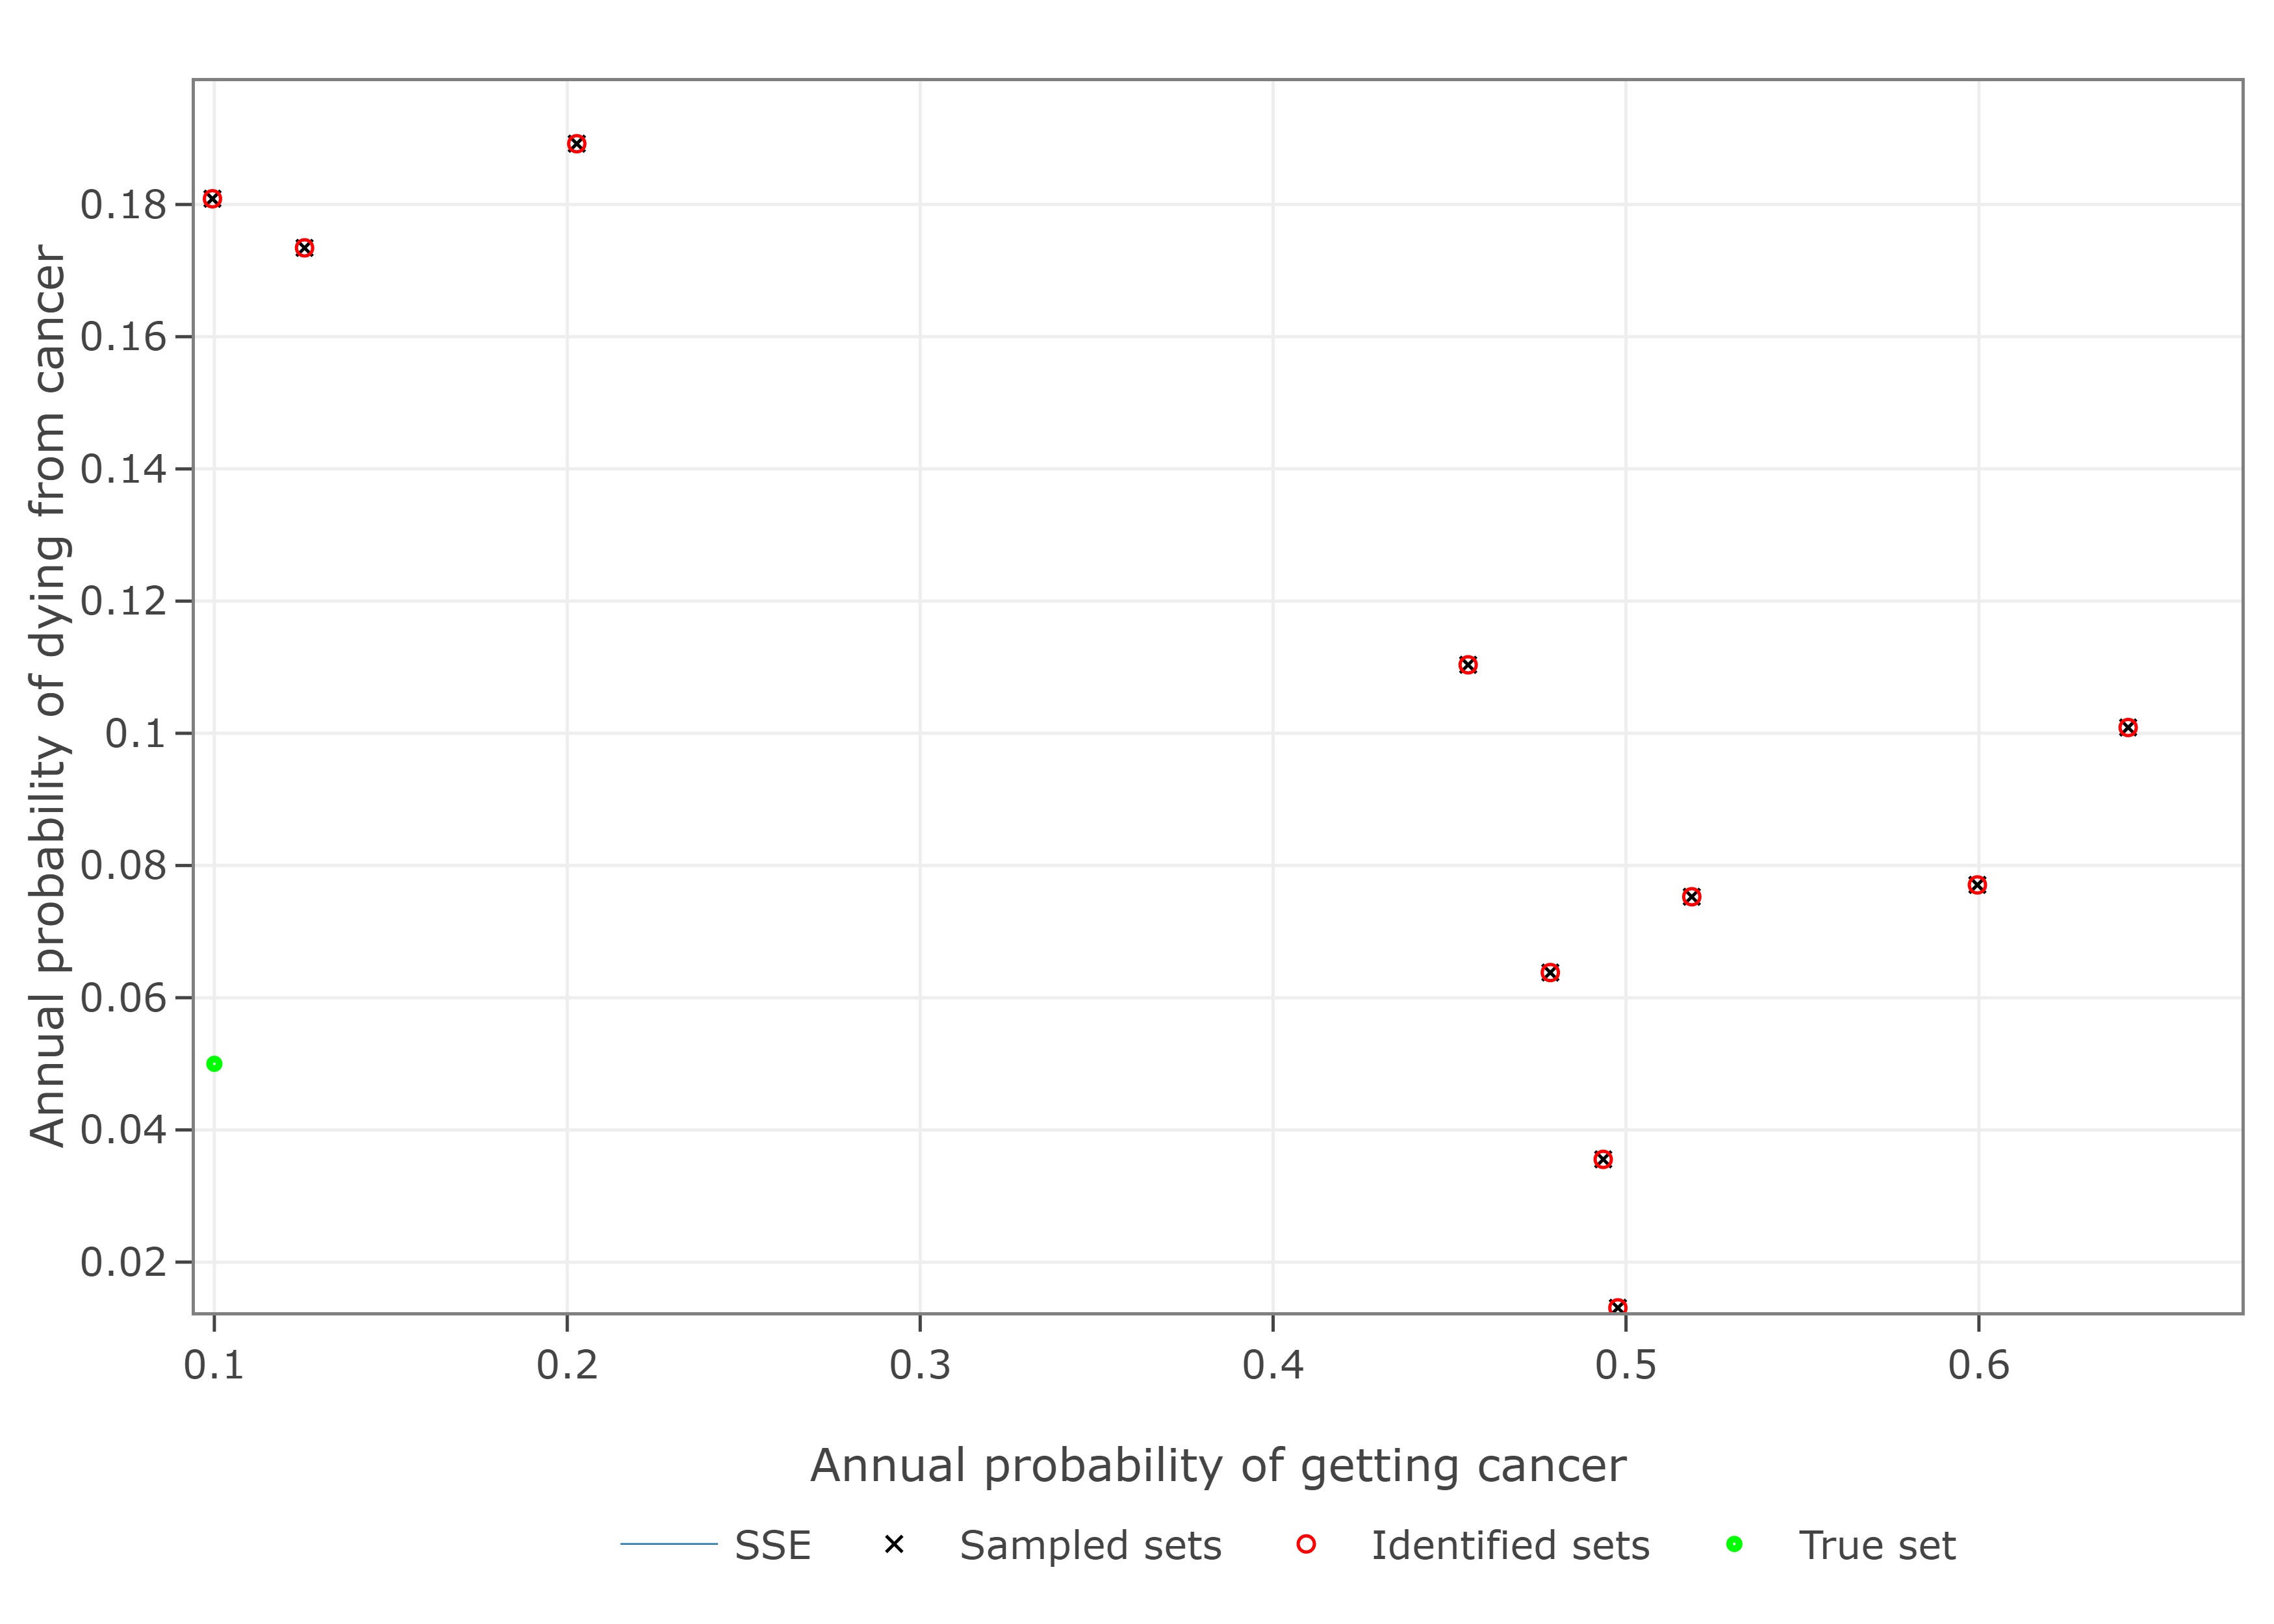 Annual probability of dying from cancer
0.18
0.16
0.14
0.12
0.1
0.08
0.06
0.04
0.02
0.1 0.2 0.3 0.4 0.5 0.6
Annual probability of getting cancer
SSE Sampled sets Identified sets True set